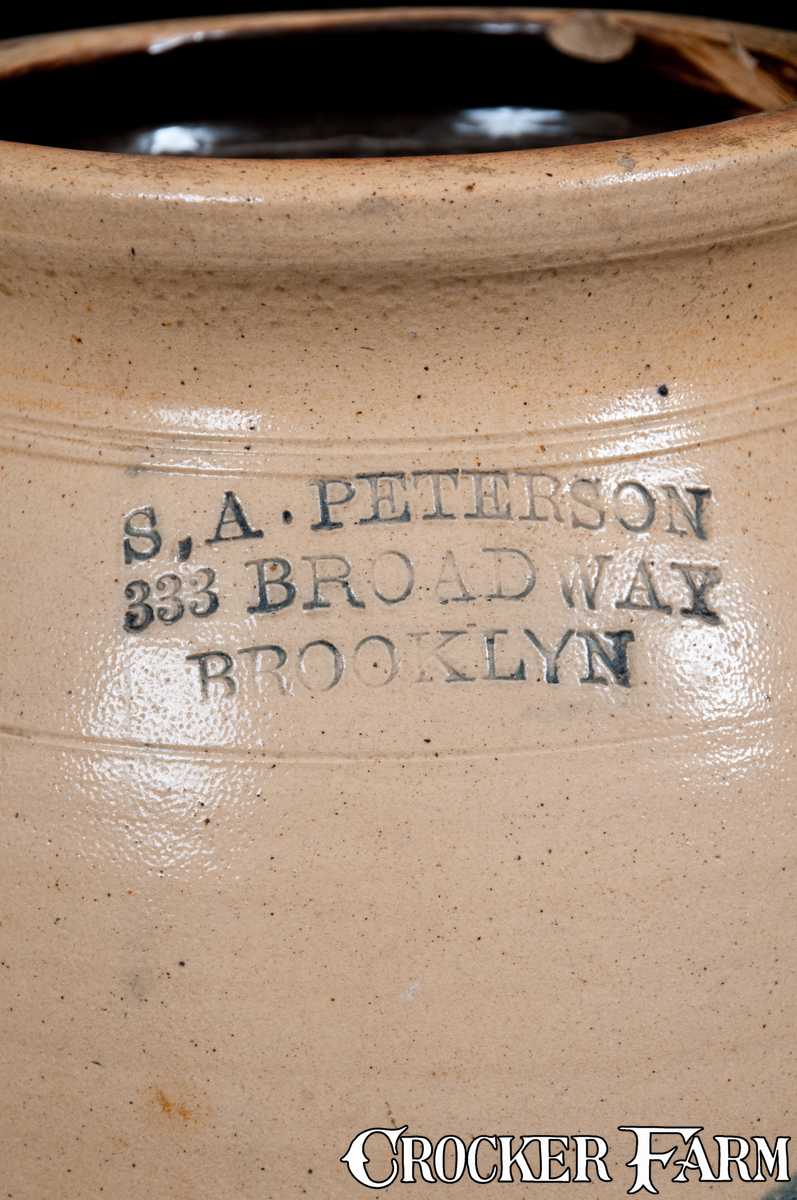 S,A.PETERSON
333 BROADWAY
BROOKLYN
CROCKER FARM